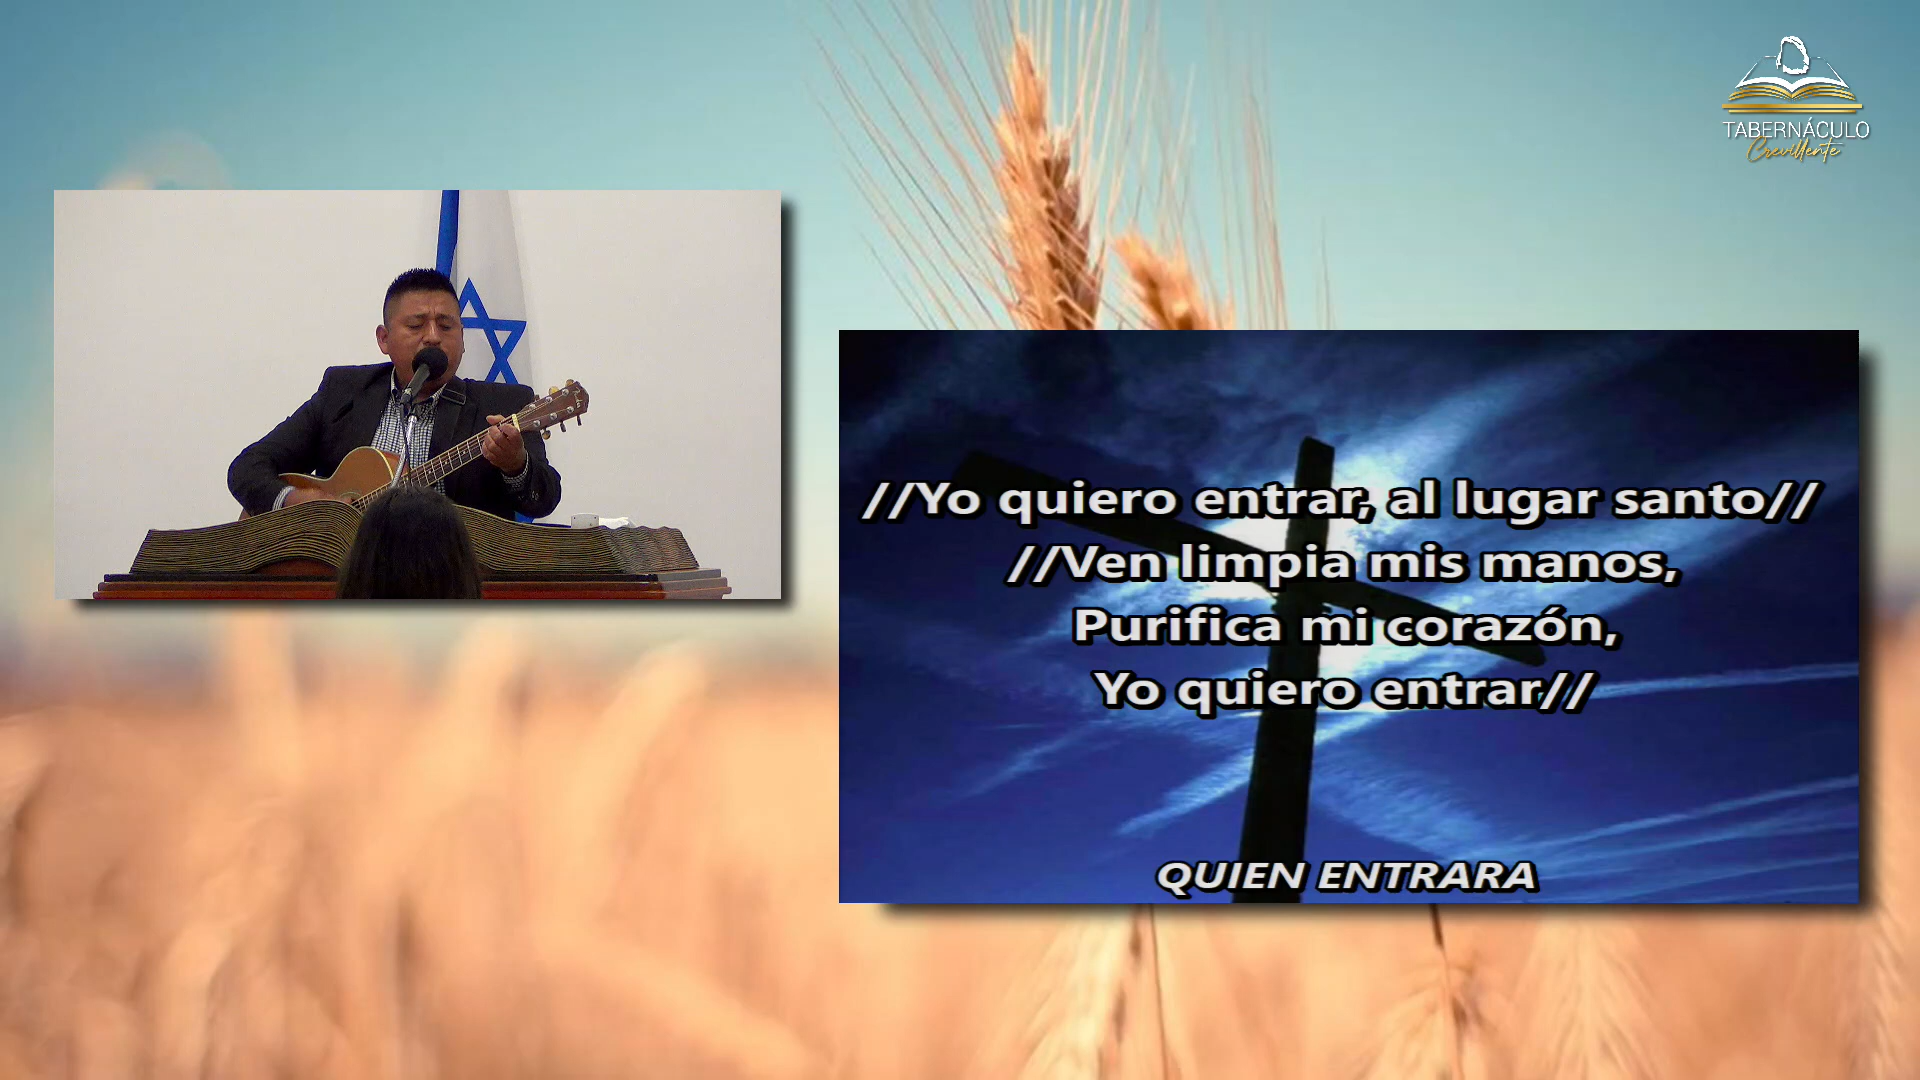 TABERNÁCULO
Crevillente
//Yo quiero entrar, al lugar santo//
//Ven limpia mis manos,
Purifica mi corazón,
Yo quiero entrar//
QUIEN ENTRARA